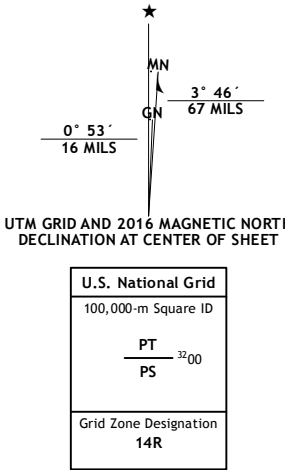 MN
3° 46´
67 MILS
GN
0° 53´
16 MILS
UTM GRID AND 2016 MAGNETIC NORTH
DECLINATION AT CENTER OF SHEET
U.S. National Grid
100,000-m Square ID
PT
3200
PS
Grid Zone Designation
14R